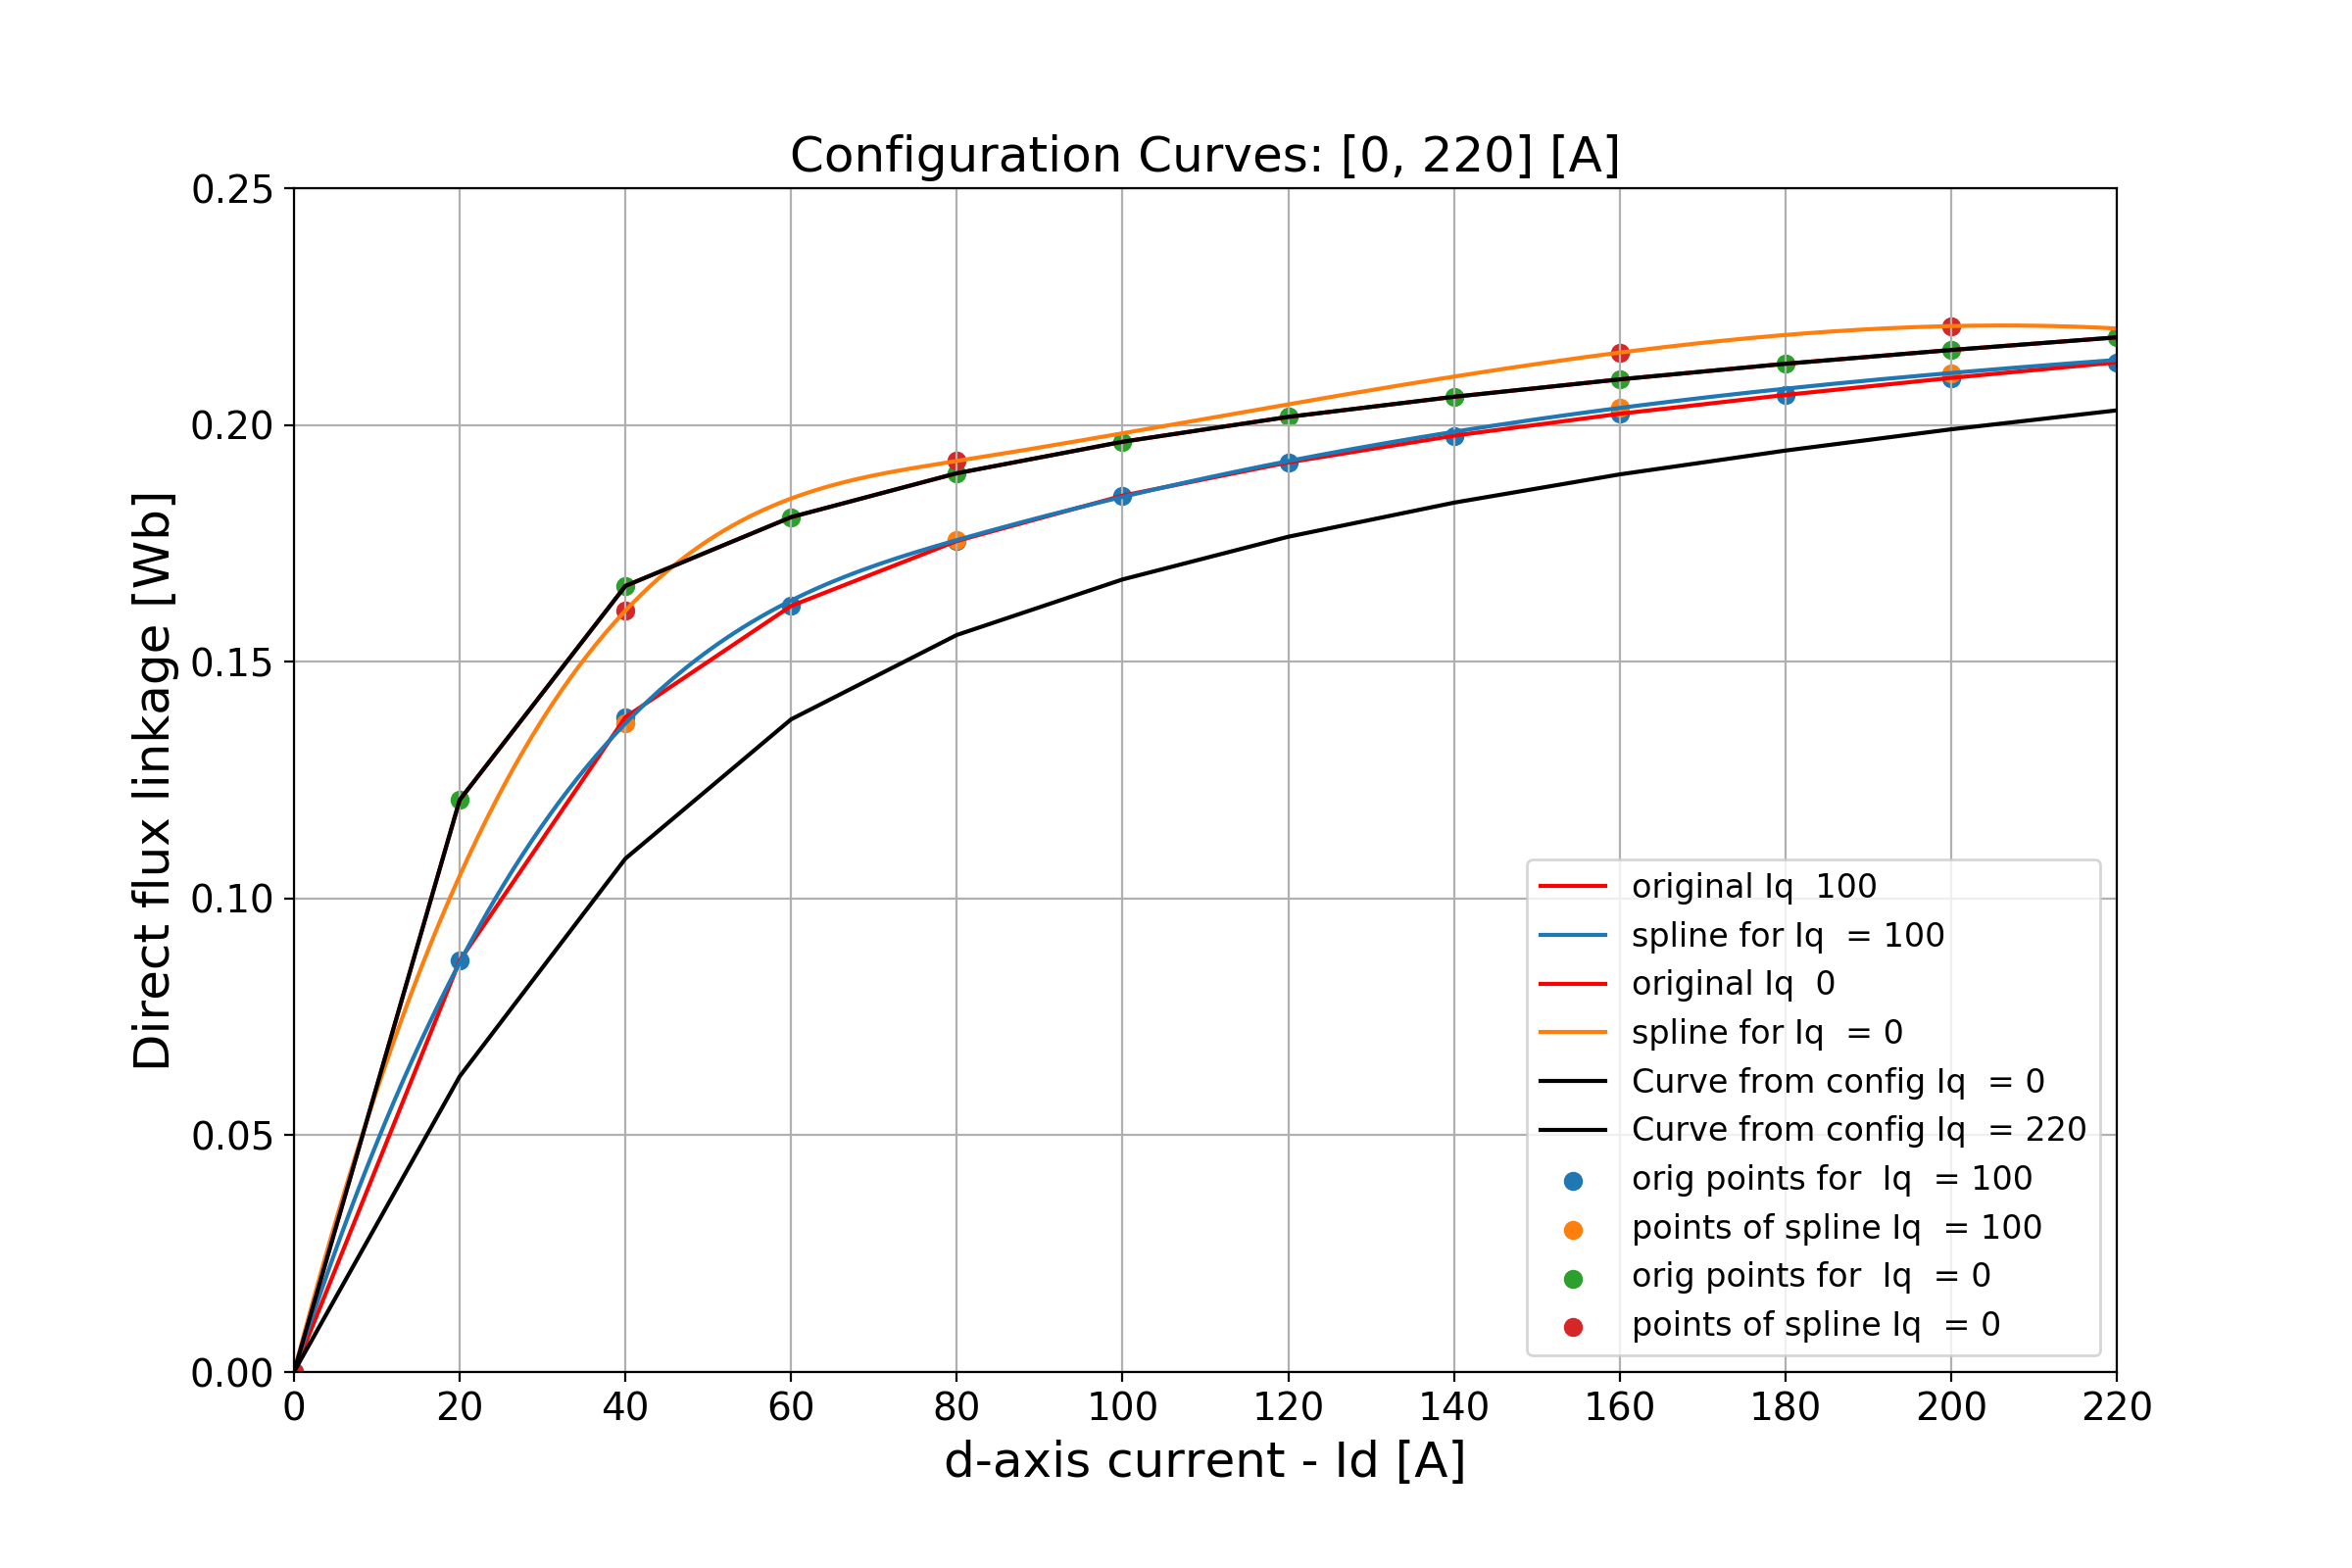 Configuration Curves: [0, 220] [A]
0.25
0.20
0.15
0.10
0.05
0.00
Direct flux linkage [Wb]
original Iq  100
spline for Iq  = 100
original Iq  0
spline for Iq  = 0
Curve from config Iq  = 0
Curve from config Iq  = 220
orig points for  Iq  = 100
points of spline Iq  = 100
orig points for  Iq  = 0
points of spline Iq  = 0
0 20 40 60 80 100 120 140 160 180 200 220
d-axis current - Id [A]